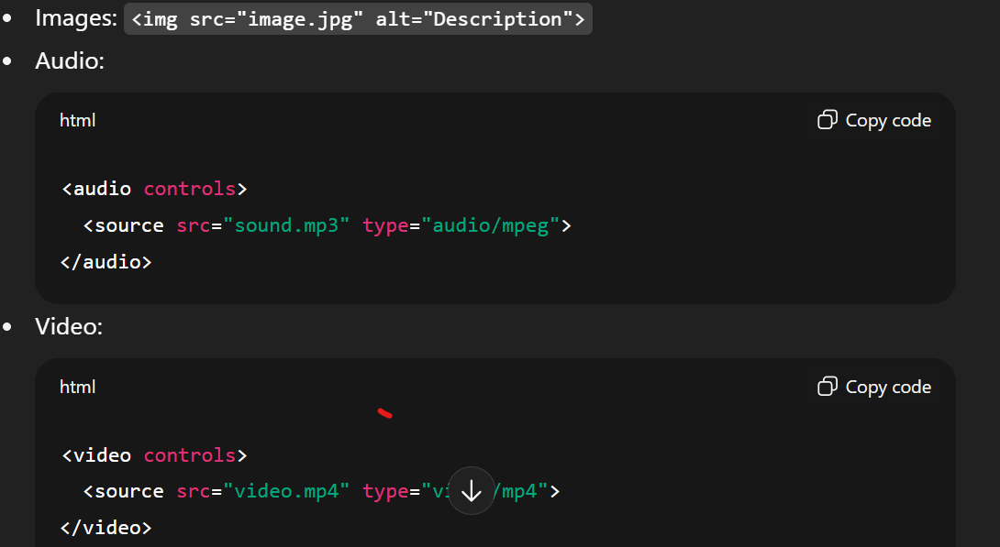 Images: <img src="image.jpg" alt="Description">
Audio:
html
Copy code
<audio controls>
<source src="sound.mp3" type="audio/mpeg">
</audio>
Video:
html
Copy code
<video controls>
<source src="video.mp4" type="vi /mp4">
</video>